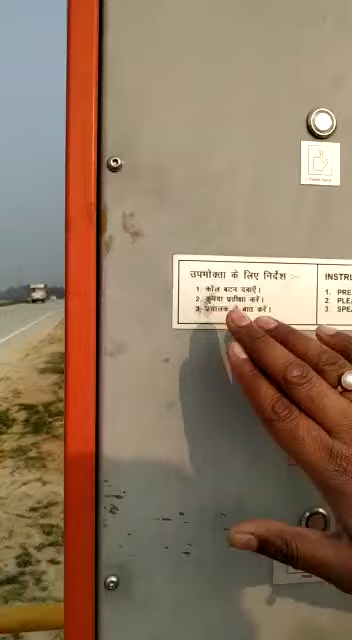 उपभोक्ता के लिए निर्देश :-
1. कॉल बटन दबाएँ।
2. कृपया प्रतीक्षा करें।
3. प्रचालक से बात करें।
INSTRU
1. PRE
2. PLEA
3. SPEA